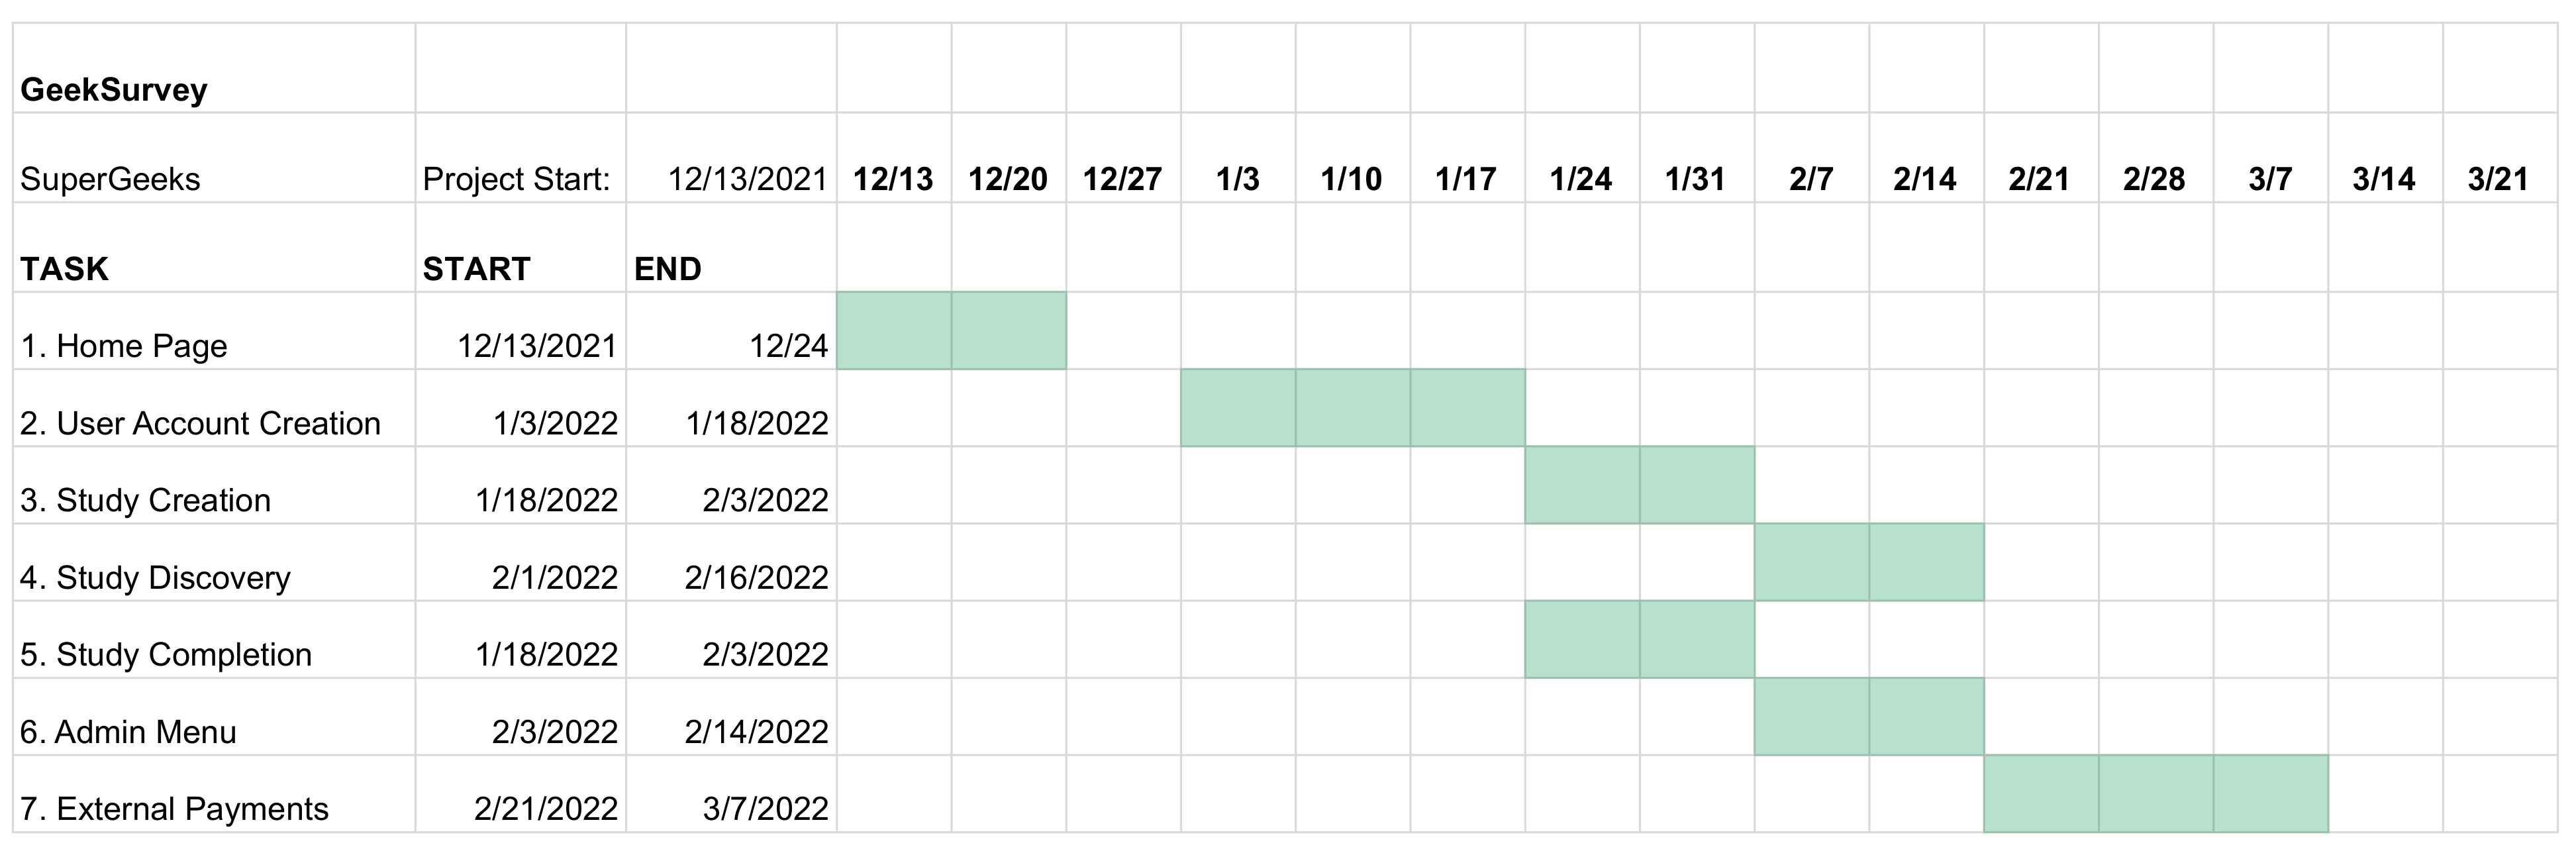 GeekSurvey
SuperGeeks Project Start: 12/13/2021 12/13 12/20 12/27 1/3 1/10 1/17 1/24 1/31 2/7 2/14 2/21 2/28 3/7 3/14 3/21
TASK START END
1. Home Page 12/13/2021 12/24
2. User Account Creation 1/3/2022 1/18/2022
3. Study Creation 1/18/2022 2/3/2022
4. Study Discovery 2/1/2022 2/16/2022
5. Study Completion 1/18/2022 2/3/2022
6. Admin Menu 2/3/2022 2/14/2022
7. External Payments 2/21/2022 3/7/2022